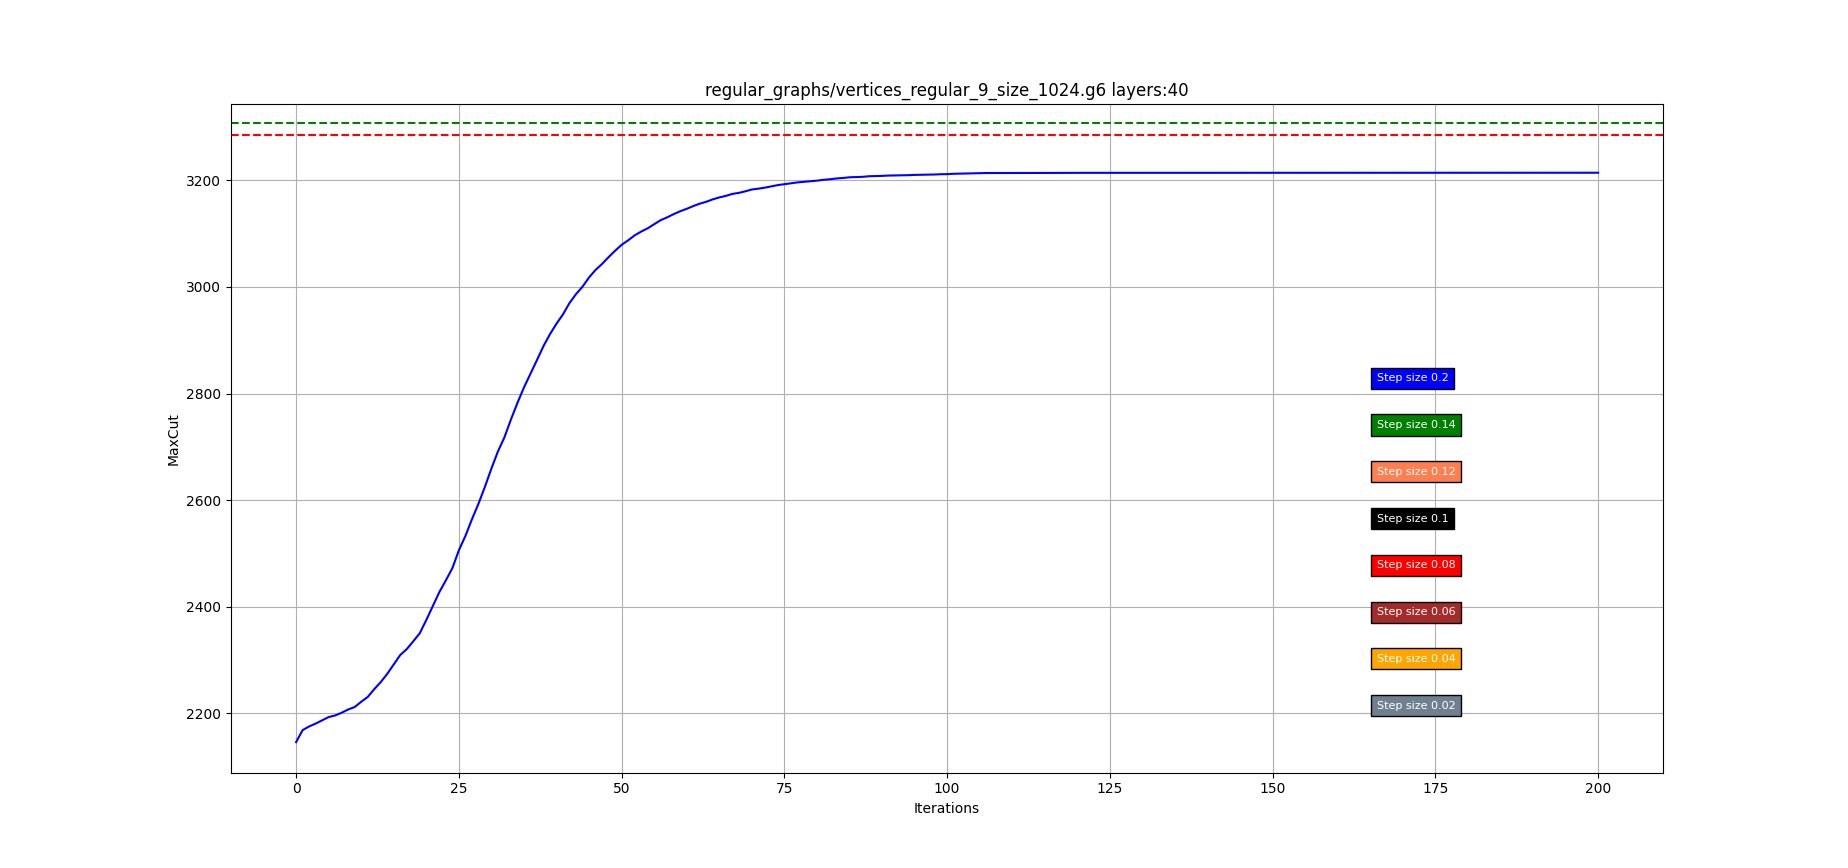 regular_graphs/vertices_regular_9_size_1024.g6 layers:40
MaxCut
3200
3000
2800
2600
2400
2200
Step size 0.2
Step size 0.14
Step size 0.12
Step size 0.1
Step size 0.08
Step size 0.06
Step size 0.04
Step size 0.02
0 25 50 75 100 125 150 175 200
Iterations